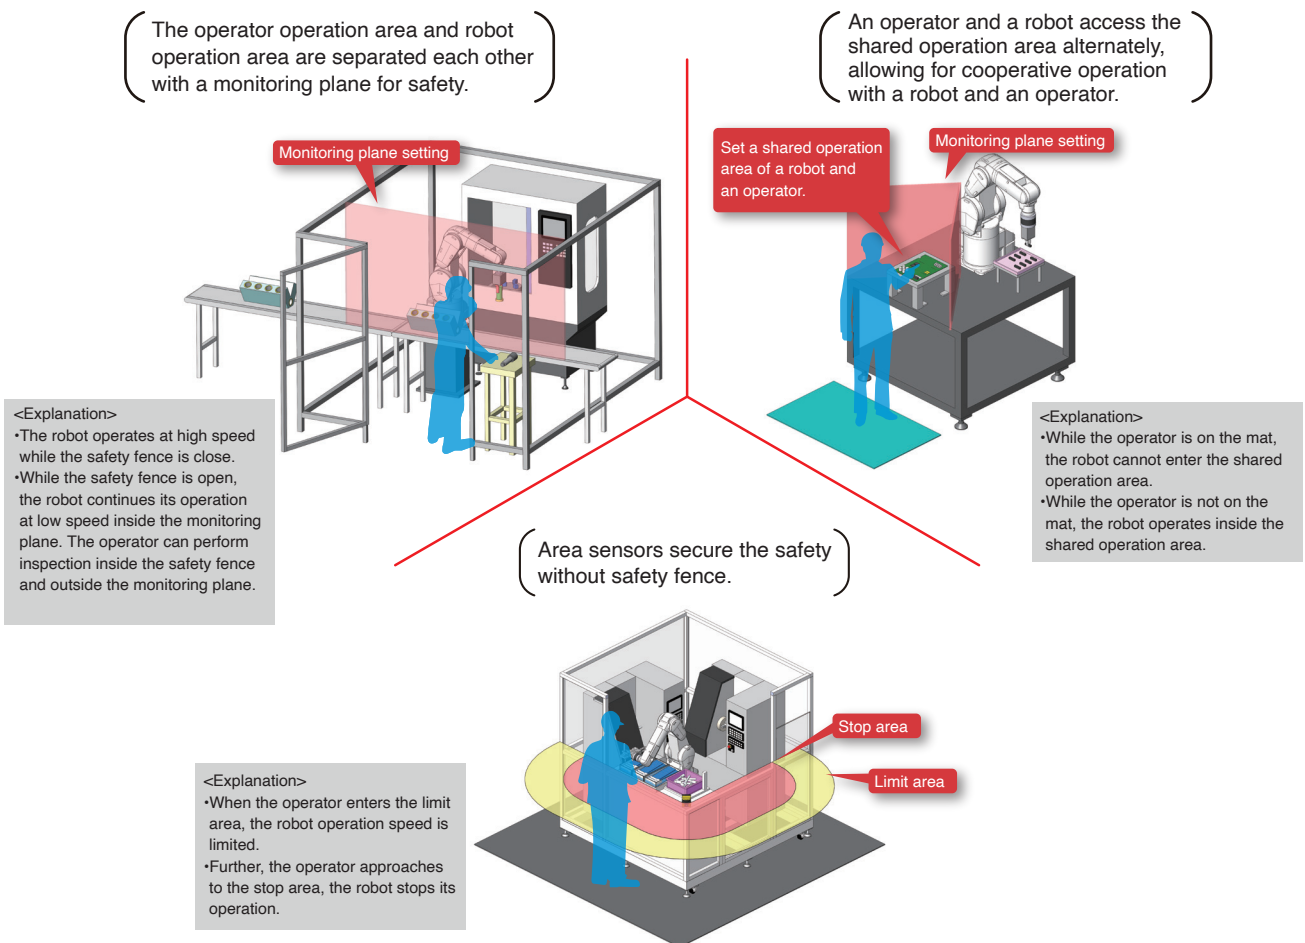 The operator operation area and robot
operation area are separated each other
with a monitoring plane for safety.
Monitoring plane setting
<Explanation>
•The robot operates at high speed
while the safety fence is close.
•While the safety fence is open,
the robot continues its operation
at low speed inside the monitoring
plane. The operator can perform
inspection inside the safety fence
and outside the monitoring plane.
An operator and a robot access the
shared operation area alternately,
allowing for cooperative operation
with a robot and an operator.
Set a shared operation
area of a robot and
an operator.
Monitoring plane setting
<Explanation>
•While the operator is on the mat,
the robot cannot enter the shared
operation area.
•While the operator is not on the
mat, the robot operates inside the
shared operation area.
Area sensors secure the safety
without safety fence.
Stop area
Limit area
<Explanation>
•When the operator enters the limit
area, the robot operation speed is
limited.
•Further, the operator approaches
to the stop area, the robot stops its
operation.